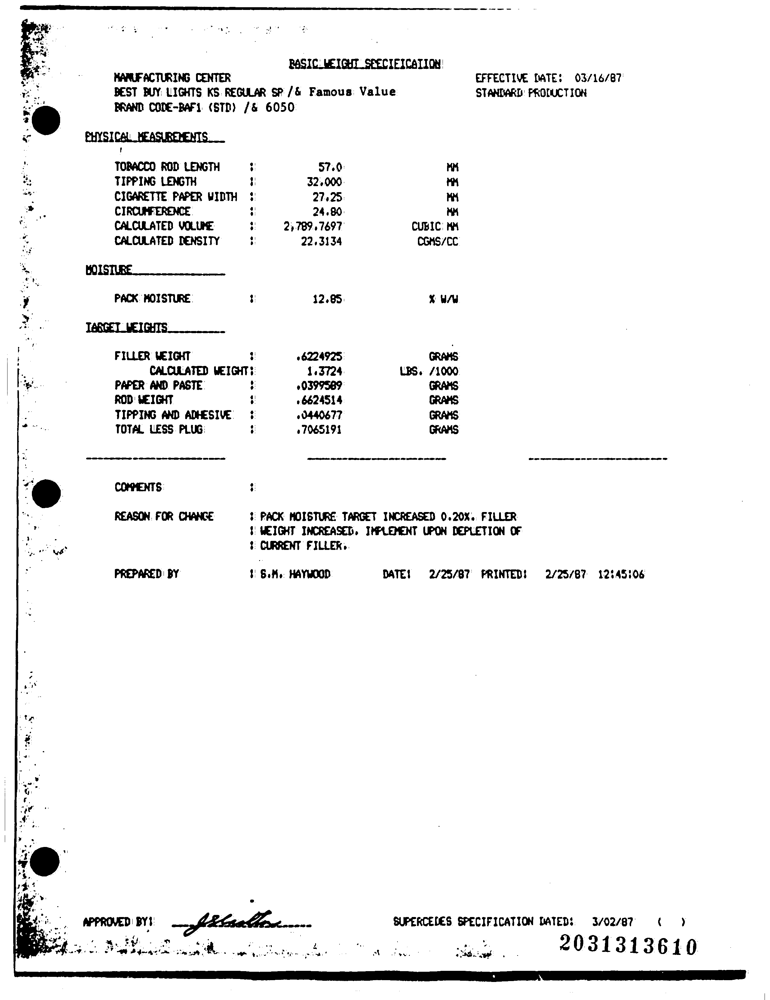 BASIC WEIGHT SPECIFICATION
MANUFACTURING CENTER EFFECTIVE DATE: 03/16/87
BEST BUY LIGHTS KS REGULAR SP /& Famous Value STANDARD PRODUCTION
BRAND CODE-BAF1 (STD) /& 6050
PHYSICAL MEASUREMENTS
TOBACCO ROD LENGTH : 57.0 MM
TIPPING LENGTH : 32.000 MM
CIGARETTE PAPER WIDTH : 27.25 MM
CIRCUMFERENCE : 24.80 MM
CALCULATED VOLUME : 2,789.7697 CUBIC MM
CALCULATED DENSITY : 22.3134 CGMS/CC
MOISTURE
PACK MOISTURE : 12.85 % W/W
TARGET WEIGHTS
FILLER WEIGHT : .6224925 GRAMS
CALCULATED WEIGHT: 1.3724 LBS. /1000
PAPER AND PASTE : .0399589 GRAMS
ROD WEIGHT : .6624514 GRAMS
TIPPING AND ADHESIVE : .0440677 GRAMS
TOTAL LESS PLUG : .7065191 GRAMS
COMMENTS :
REASON FOR CHANGE : PACK MOISTURE TARGET INCREASED 0.20%. FILLER
: WEIGHT INCREASED. IMPLEMENT UPON DEPLETION OF
: CURRENT FILLER.
PREPARED BY : S.M. HAYWOOD DATE: 2/25/87 PRINTED: 2/25/87 12:45:06
APPROVED BY: SUPERCEDES SPECIFICATION DATED: 3/02/87 ( )
2031313610